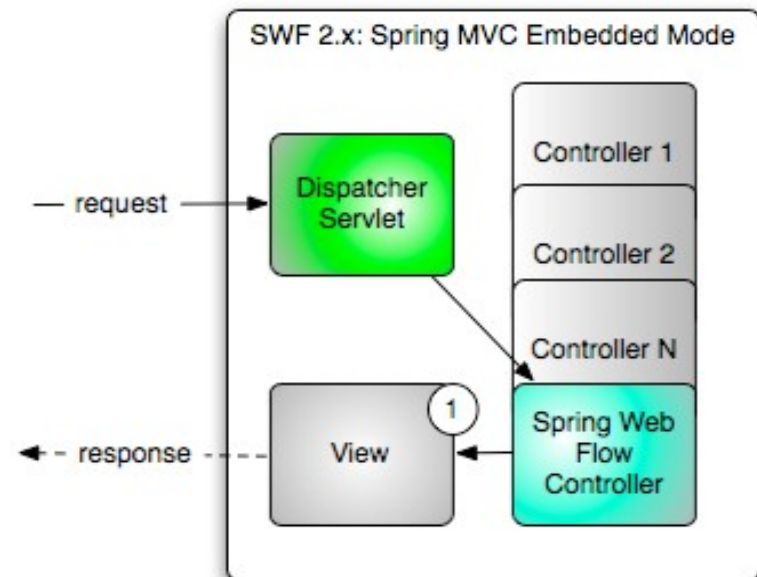 SWF 2.x: Spring MVC Embedded Mode
Controller 1
Dispatcher
Servlet
request
Controller 2
Controller N
1
Spring Web
Flow
Controller
View
response